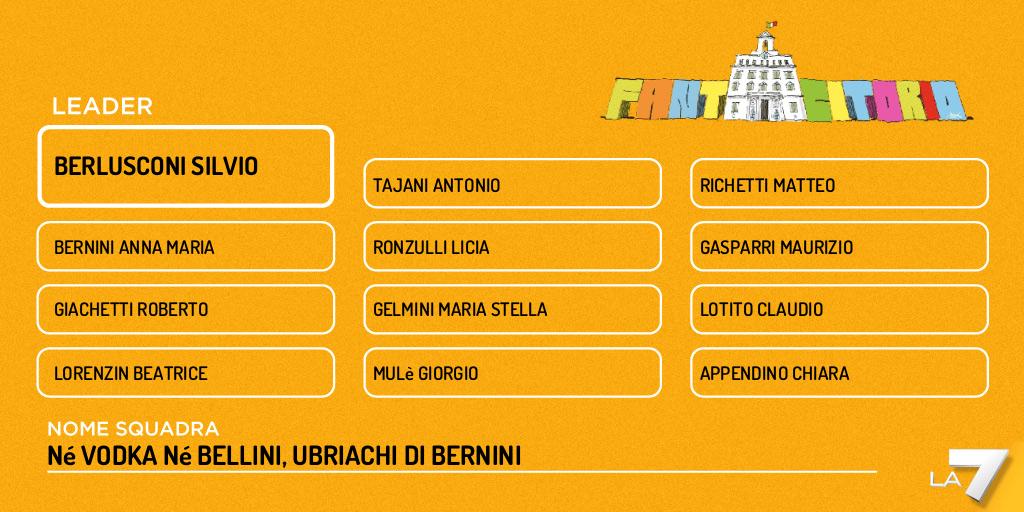 FANTACITORIO
LEADER
BERLUSCONI SILVIO
TAJANI ANTONIO
RICHETTI MATTEO
BERNINI ANNA MARIA
RONZULLI LICIA
GASPARRI MAURIZIO
GIACHETTI ROBERTO
GELMINI MARIA STELLA
LOTITO CLAUDIO
LORENZIN BEATRICE
MULè GIORGIO
APPENDINO CHIARA
NOME SQUADRA
Né VODKA Né BELLINI, UBRIACHI DI BERNINI
LA7